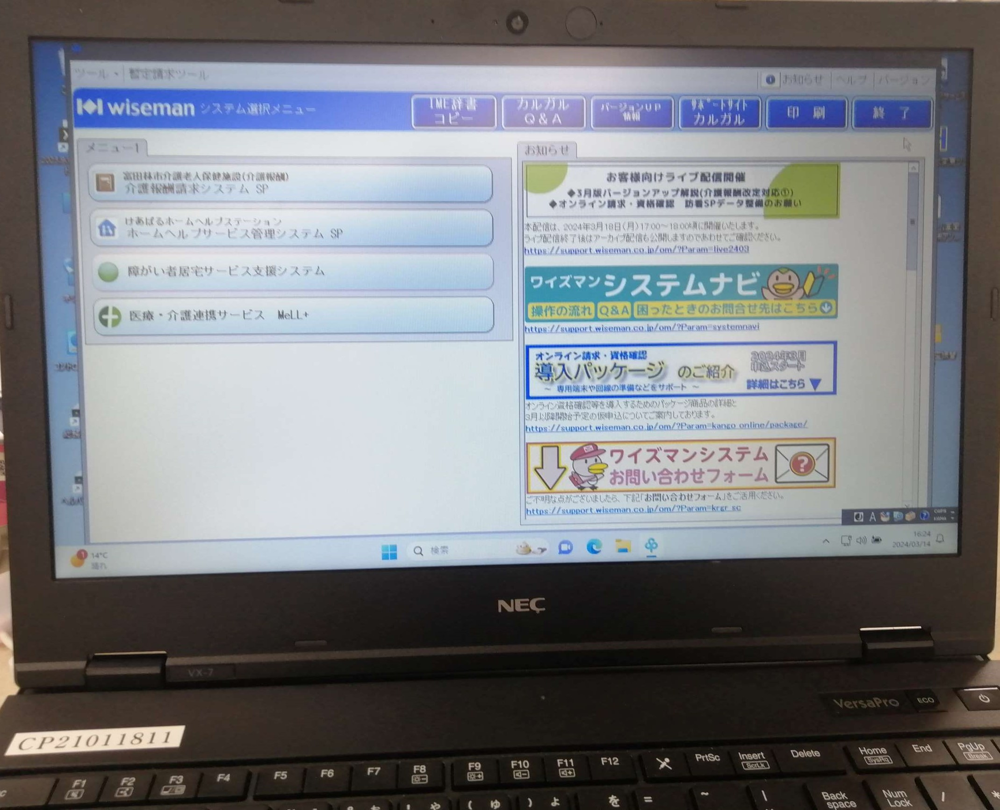 ツール
暫定請求ツール
お知らせ
ヘルプ
バージョン
wiseman システム選択メニュー
IME辞書
コピー
カルガル
Q&A
バージョンUP
情報
ｻﾎﾟｰﾄｻｲﾄ
カルガル
印 刷
終 了
メニュー1
富田林市介護老人保健施設(介護報酬)
介護報酬請求システム SP
けあぱるホームヘルプステーション
ホームヘルプサービス管理システム SP
障がい者居宅サービス支援システム
医療・介護連携サービス MeLL+
お知らせ
お客様向けライブ配信開催
◆3月版バージョンアップ解説(介護報酬改定対応①)
◆オンライン請求・資格確認 訪看SPデータ整備のお願い
本配信は、2024年3月18日(月)17:00～18:00頃に開催いたします。
ライブ配信終了後はアーカイブ配信も公開しますのであわせてご確認ください。
https://support.wiseman.co.jp/om/?Param=live2403
ワイズマンシステムナビ
操作の流れ Q&A 困ったときのお問合せ先はこちら
https://support.wiseman.co.jp/om/?Param=systemnavi
オンライン請求・資格確認
導入パッケージ のご紹介
～ 専用端末や回線の準備などをサポート ～
2024年3月
申込スタート
詳細はこちら▼
オンライン資格確認等を導入するためのパッケージ商品の詳細と
3月以降開始予定の仮申込についてご案内しております。
https://support.wiseman.co.jp/om/?Param=kango_online/package/
ワイズマンシステム
お問い合わせフォーム
?
ご不明な点がございましたら、下記「お問い合わせフォーム」をご活用ください。
https://support.wiseman.co.jp/om/?Param=krgr_sc
A
CAPS
KANA
1
14°C
晴れ
検索
16:24
2024/03/14
NEC
VX-7
VersaPro
ECO
CP21011811
F1
F2
F3
F4
F5
F6
F7
F8
F9
F10
F11
F12
PrtSc
Insert
ScrLk
Delete
Home
SysRq
End
PgUp
Break
や
(
ゆ
)
よ
を
=
~
|
Back
space
Num
Lock
/
*